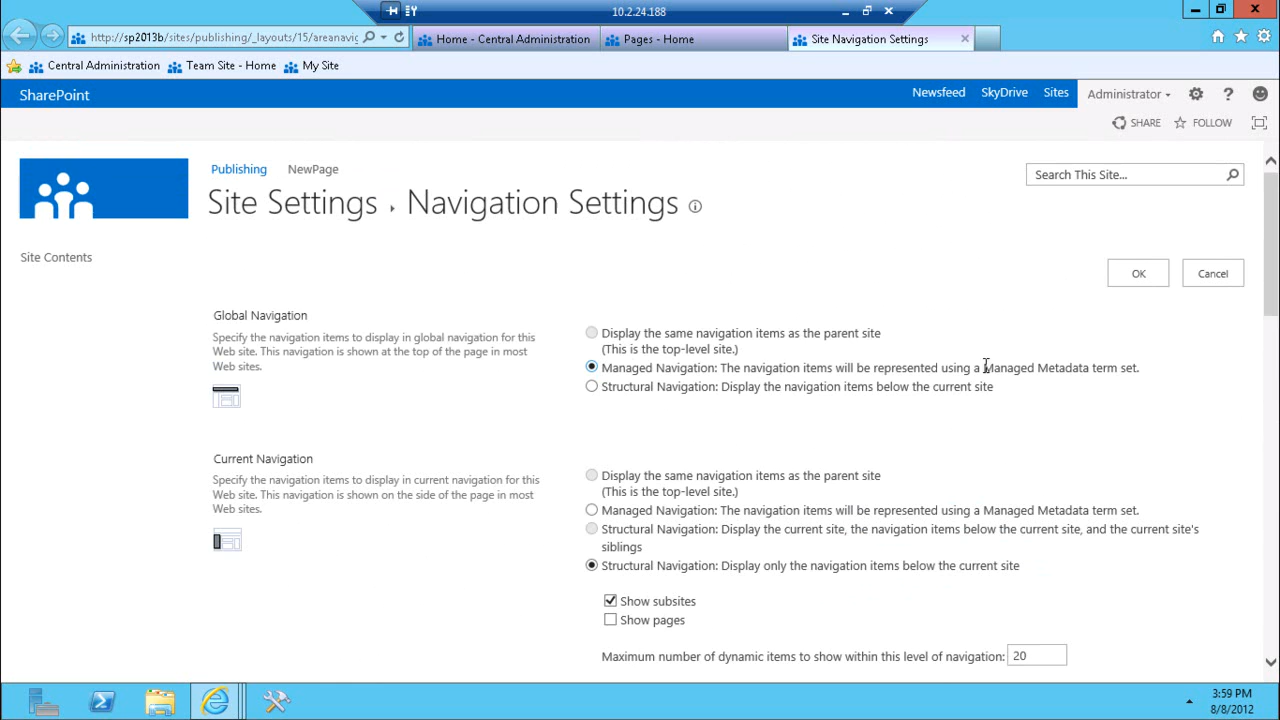 10.2.24.188
http://sp2013b/sites/publishing/_layouts/15/areanavig
Home - Central Administration
Pages - Home
Site Navigation Settings
Central Administration
Team Site - Home
My Site
SharePoint
Newsfeed
SkyDrive
Sites
Administrator
SHARE
FOLLOW
Publishing
NewPage
Search This Site...
Site Settings ▸ Navigation Settings
Site Contents
OK
Cancel
Global Navigation
Specify the navigation items to display in global navigation for this
Web site. This navigation is shown at the top of the page in most
Web sites.
Display the same navigation items as the parent site
(This is the top-level site.)
Managed Navigation: The navigation items will be represented using a Managed Metadata term set.
Structural Navigation: Display the navigation items below the current site
Current Navigation
Specify the navigation items to display in current navigation for this
Web site. This navigation is shown on the side of the page in most
Web sites.
Display the same navigation items as the parent site
(This is the top-level site.)
Managed Navigation: The navigation items will be represented using a Managed Metadata term set.
Structural Navigation: Display the current site, the navigation items below the current site, and the current site's
siblings
Structural Navigation: Display only the navigation items below the current site
Show subsites
Show pages
Maximum number of dynamic items to show within this level of navigation: 20
3:59 PM
8/8/2012